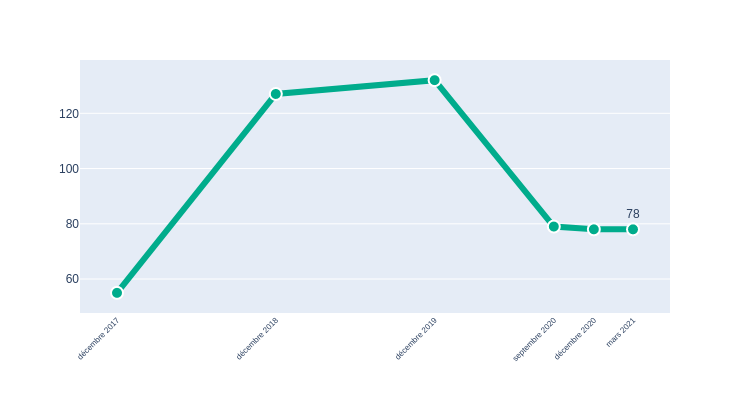 120
100
80
60
78
décembre 2017
décembre 2018
décembre 2019
septembre 2020
décembre 2020
mars 2021